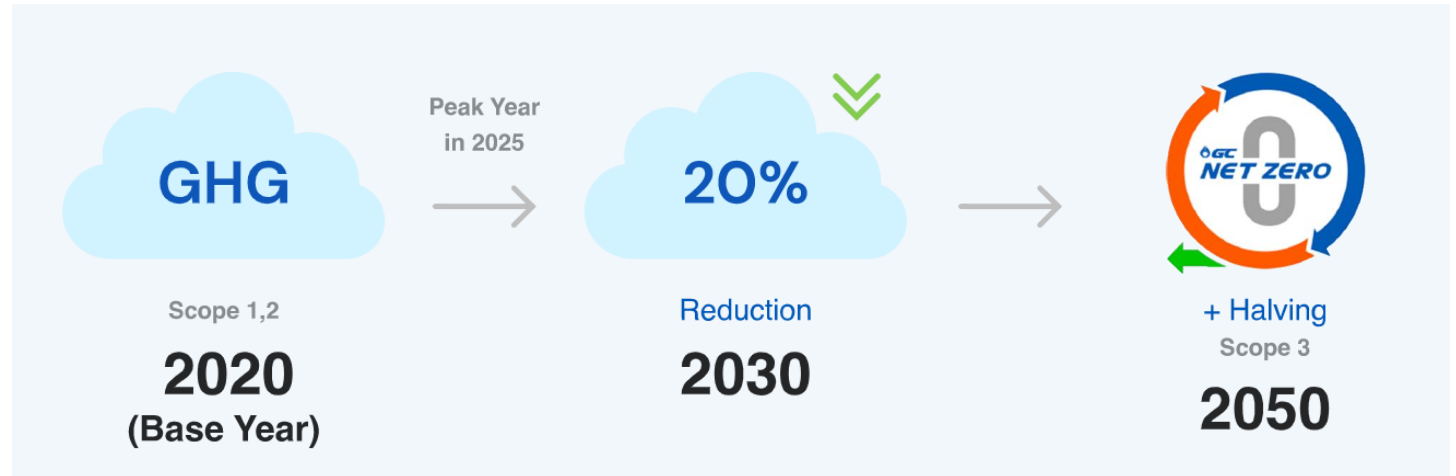 GHG
Scope 1,2
2020
(Base Year)
Peak Year
in 2025
20%
Reduction
2030
GC
NET ZERO
0
+ Halving
Scope 3
2050